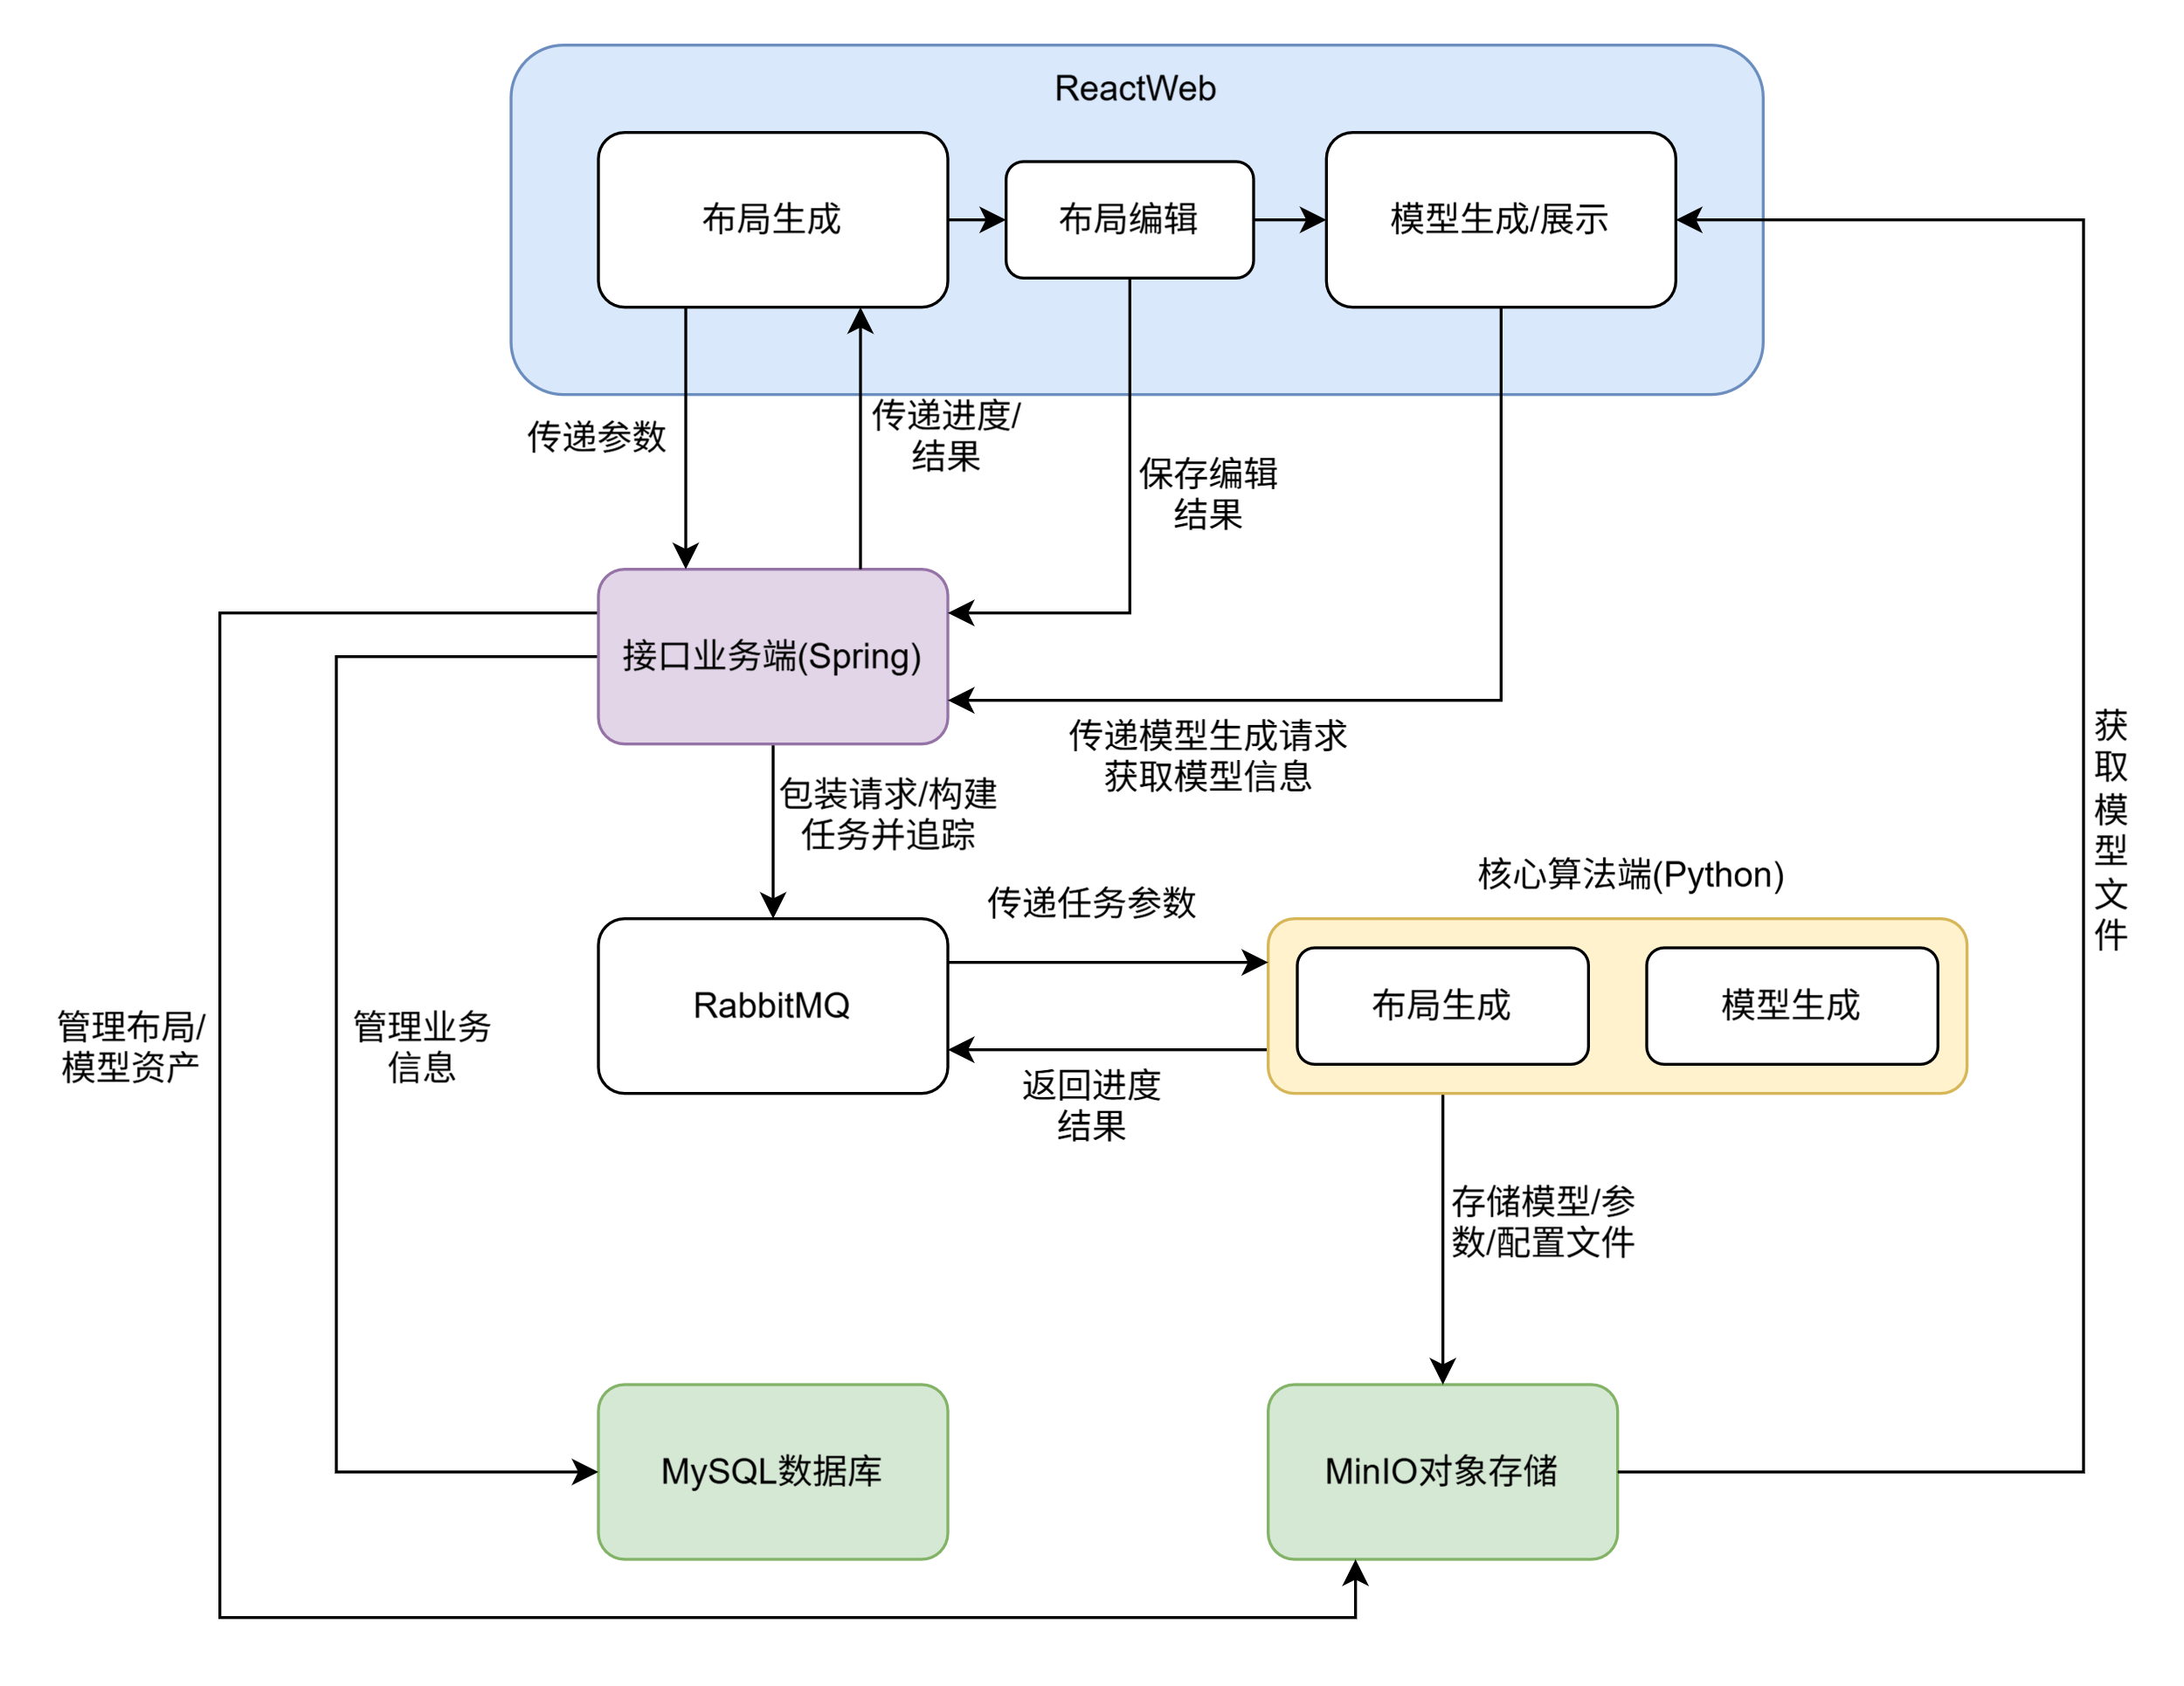 ReactWeb
布局生成
布局编辑
模型生成/展示
传递参数
传递进度/
结果
保存编辑
结果
接口业务端(Spring)
传递模型生成请求
获取模型信息
包装请求/构建
任务并追踪
获
取
模
型
文
件
核心算法端(Python)
传递任务参数
RabbitMQ
布局生成
模型生成
管理布局/
模型资产
管理业务
信息
返回进度
结果
存储模型/参
数/配置文件
MySQL数据库
MinIO对象存储